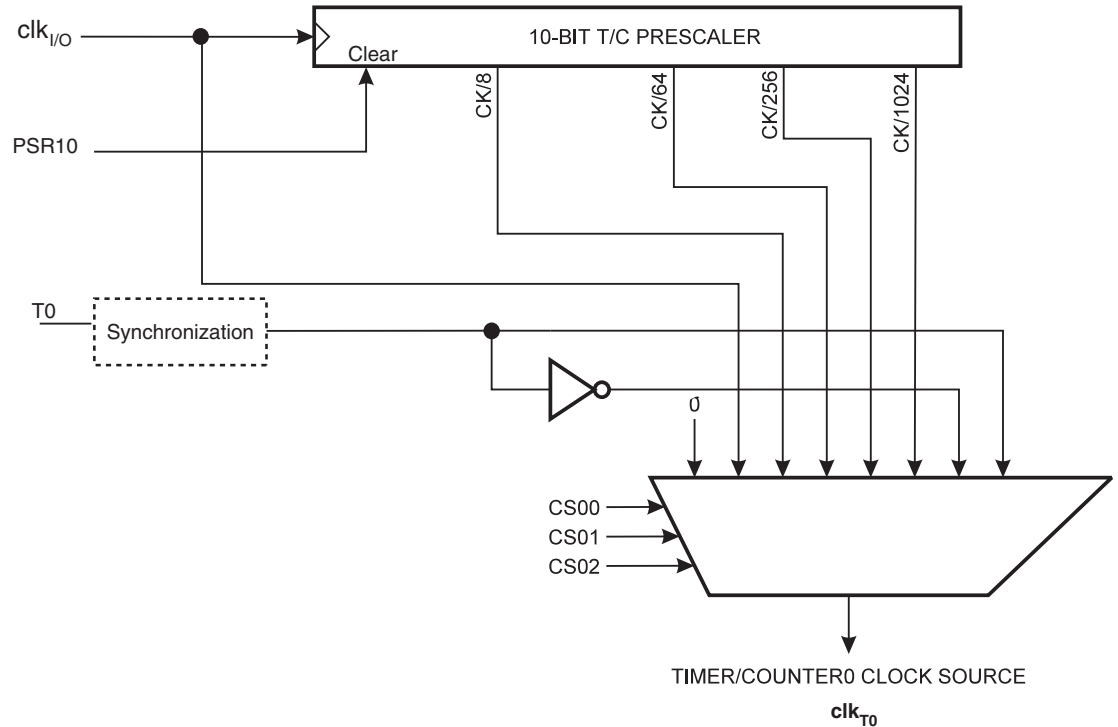 clkI/O
10-BIT T/C PRESCALER
Clear
CK/8
CK/64
CK/256
CK/1024
PSR10
T0
Synchronization
0
CS00
CS01
CS02
TIMER/COUNTER0 CLOCK SOURCE
clkT0